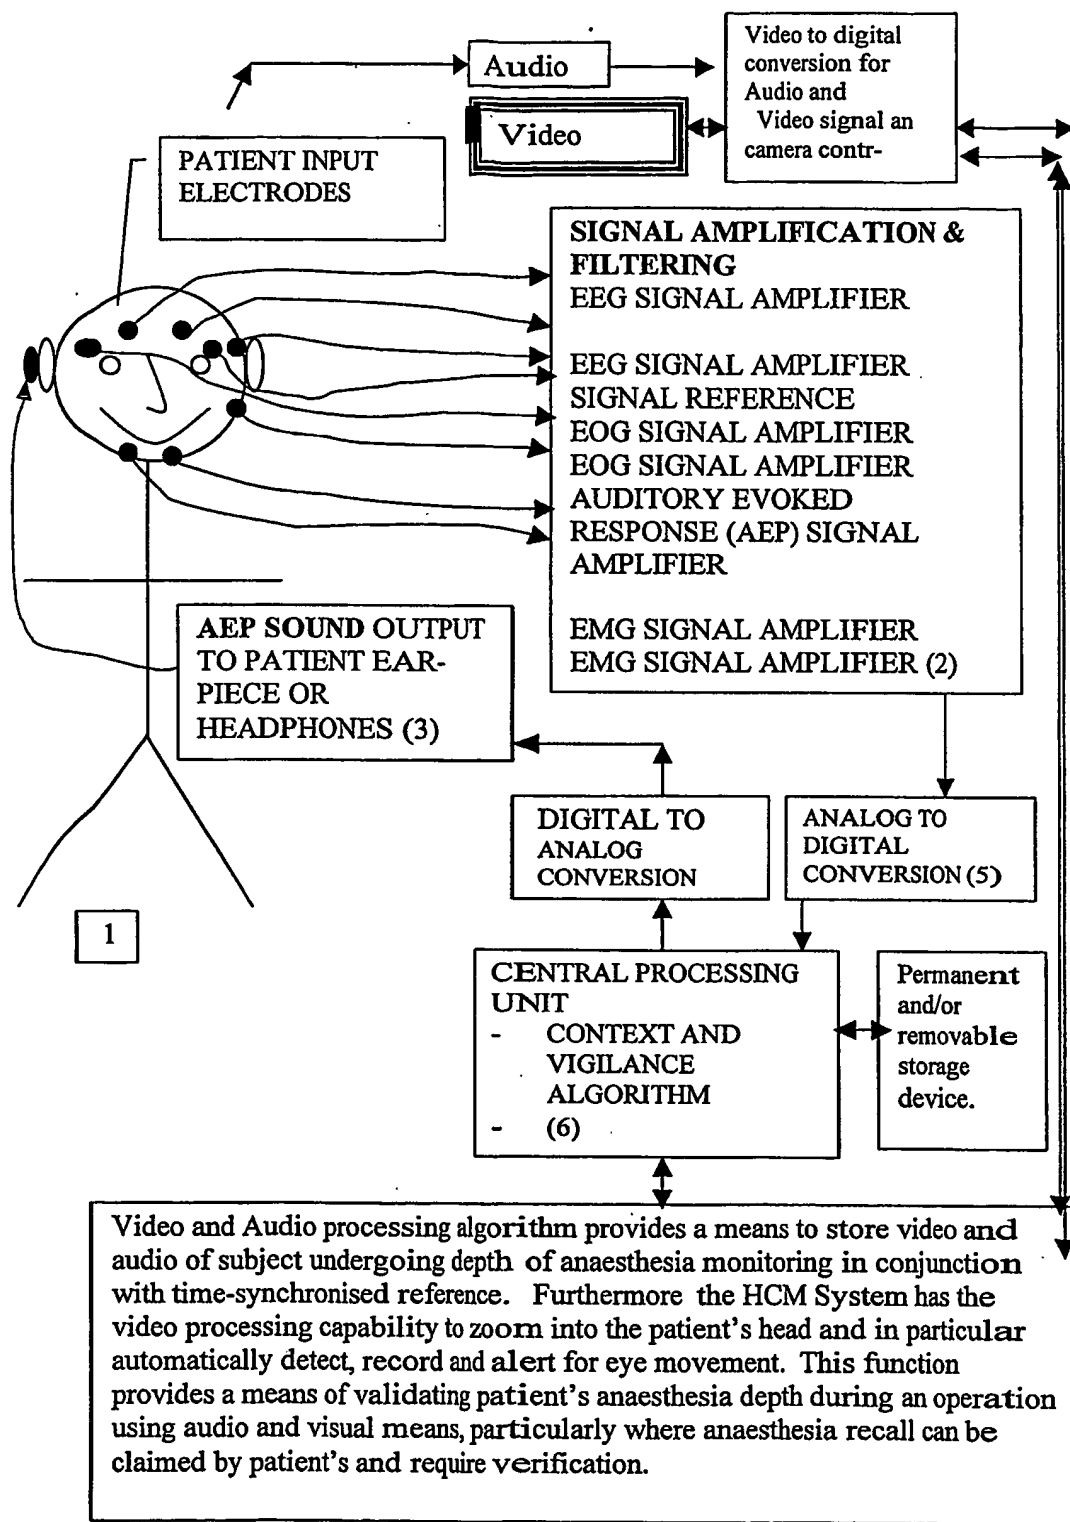 Audio
Video
Video to digital
conversion for
Audio and
Video signal an
camera contr-
PATIENT INPUT
ELECTRODES
SIGNAL AMPLIFICATION &
FILTERING
EEG SIGNAL AMPLIFIER
EEG SIGNAL AMPLIFIER
SIGNAL REFERENCE
EOG SIGNAL AMPLIFIER
EOG SIGNAL AMPLIFIER
AUDITORY EVOKED
RESPONSE (AEP) SIGNAL
AMPLIFIER
EMG SIGNAL AMPLIFIER
EMG SIGNAL AMPLIFIER (2)
AEP SOUND OUTPUT
TO PATIENT EAR-
PIECE OR
HEADPHONES (3)
DIGITAL TO
ANALOG
CONVERSION
ANALOG TO
DIGITAL
CONVERSION (5)
1
CENTRAL PROCESSING
UNIT
- CONTEXT AND
VIGILANCE
ALGORITHM
- (6)
Permanent
and/or
removable
storage
device.
Video and Audio processing algorithm provides a means to store video and
audio of subject undergoing depth of anaesthesia monitoring in conjunction
with time-synchronised reference. Furthermore the HCM System has the
video processing capability to zoom into the patient's head and in particular
automatically detect, record and alert for eye movement. This function
provides a means of validating patient's anaesthesia depth during an operation
using audio and visual means, particularly where anaesthesia recall can be
claimed by patient's and require verification.